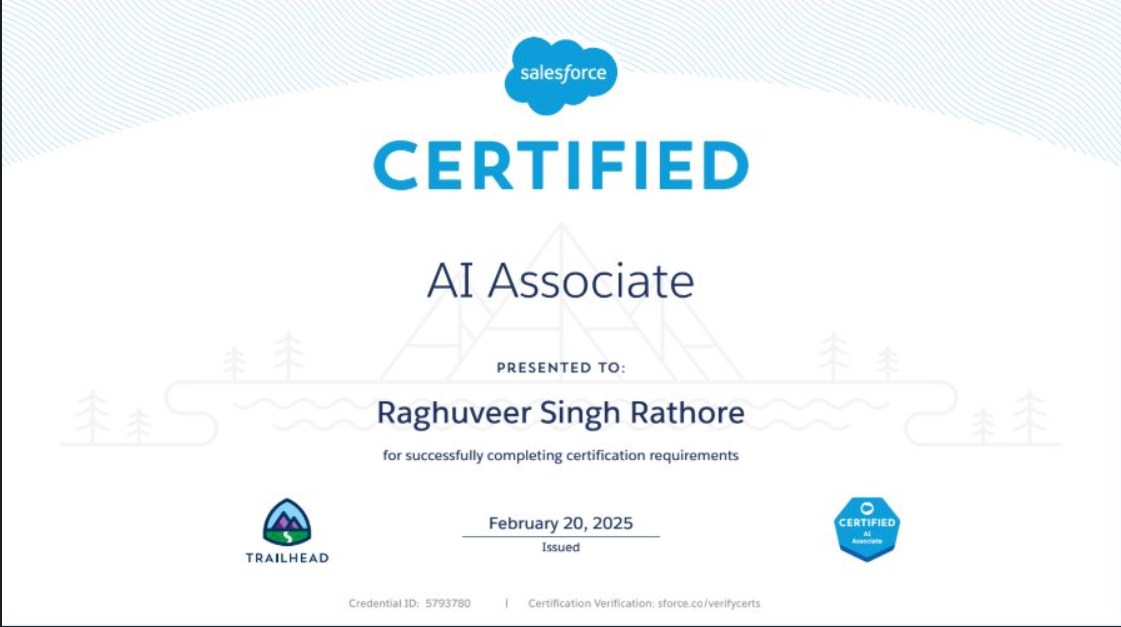 salesforce
CERTIFIED
AI Associate
PRESENTED TO:
Raghuveer Singh Rathore
for successfully completing certification requirements
TRAILHEAD
February 20, 2025
Issued
CERTIFIED
AI
Associate
Credential ID: 5793780 | Certification Verification: sforce.co/verifycerts